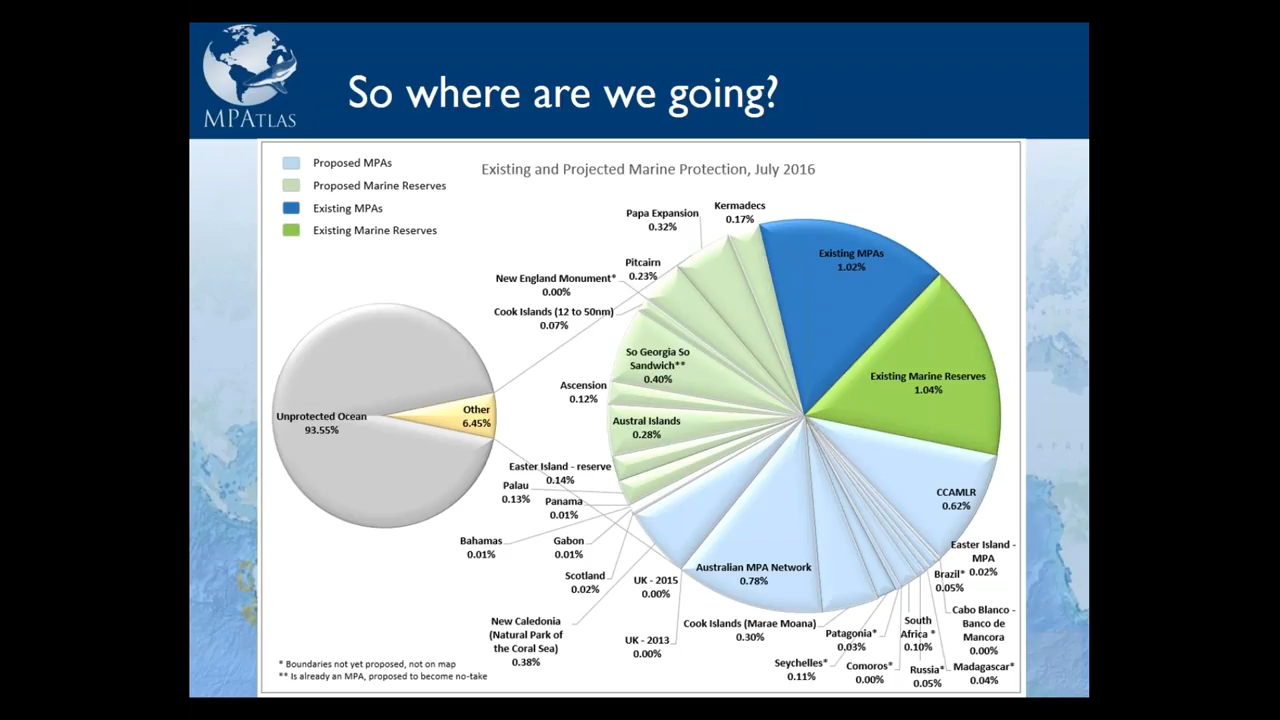 MPATLAS
So where are we going?
Proposed MPAs
Proposed Marine Reserves
Existing MPAs
Existing Marine Reserves
Existing and Projected Marine Protection, July 2016
Kermadecs
0.17%
Papa Expansion
0.32%
Pitcairn
0.23%
New England Monument*
0.00%
Cook Islands (12 to 50nm)
0.07%
So Georgia So
Sandwich**
0.40%
Ascension
0.12%
Austral Islands
0.28%
Easter Island - reserve
0.14%
Palau
0.13%
Panama
0.01%
Bahamas
0.01%
Gabon
0.01%
Scotland
0.02%
New Caledonia
(Natural Park of
the Coral Sea)
0.38%
UK - 2015
0.00%
UK - 2013
0.00%
Australian MPA Network
0.78%
Cook Islands (Marae Moana)
0.30%
Seychelles*
0.11%
Patagonia*
0.03%
Comoros*
0.00%
South
Africa *
0.10%
Russia*
0.05%
Madagascar*
0.04%
Cabo Blanco -
Banco de
Mancora
0.00%
Brazil*
0.05%
Easter Island -
MPA
0.02%
CCAMLR
0.62%
Existing Marine Reserves
1.04%
Existing MPAs
1.02%
Unprotected Ocean
93.55%
Other
6.45%
* Boundaries not yet proposed, not on map
** Is already an MPA, proposed to become no-take